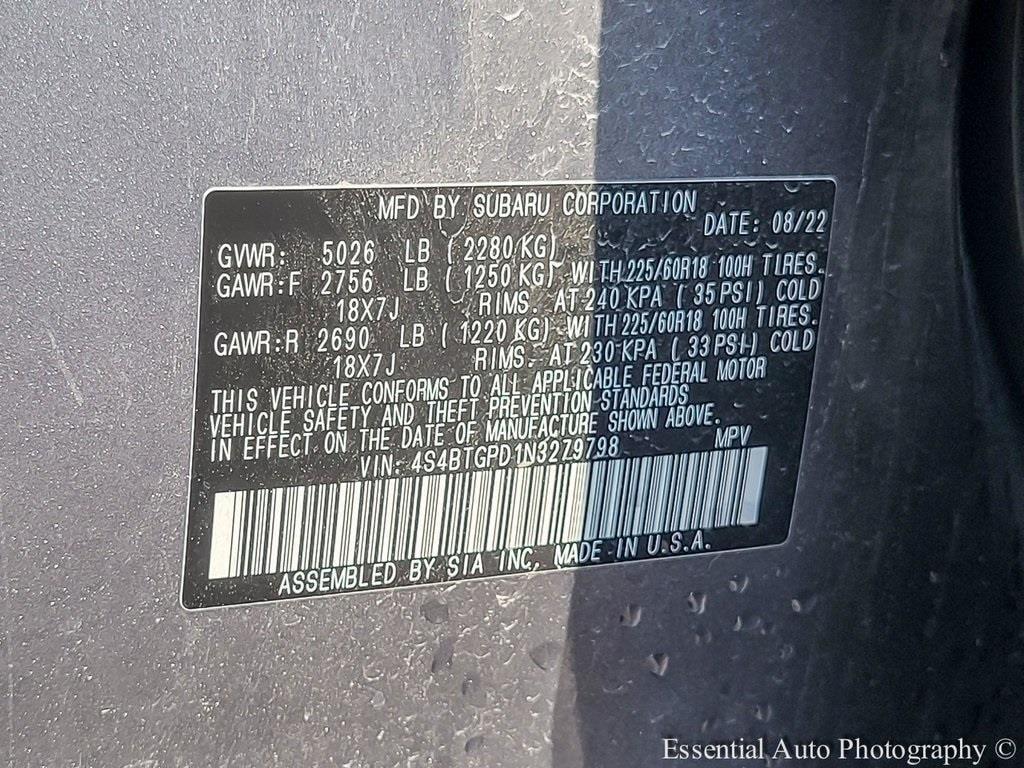 MFD BY SUBARU CORPORATION
DATE: 08/22
GVWR: 5026 LB ( 2280 KG)
GAWR:F 2756 LB ( 1250 KG) WITH 225/60R18 100H TIRES.
18X7J RIMS. AT 240 KPA ( 35 PSI) COLD
GAWR:R 2690 LB ( 1220 KG) WITH 225/60R18 100H TIRES.
18X7J RIMS. AT 230 KPA ( 33 PSI) COLD
THIS VEHICLE CONFORMS TO ALL APPLICABLE FEDERAL MOTOR
VEHICLE SAFETY AND THEFT PREVENTION STANDARDS
IN EFFECT ON THE DATE OF MANUFACTURE SHOWN ABOVE.
VIN 4S4BTGPD1N3279798 MPV
ASSEMBLED BY SIA INC, MADE IN U.S.A.
Essential Auto Photography ©